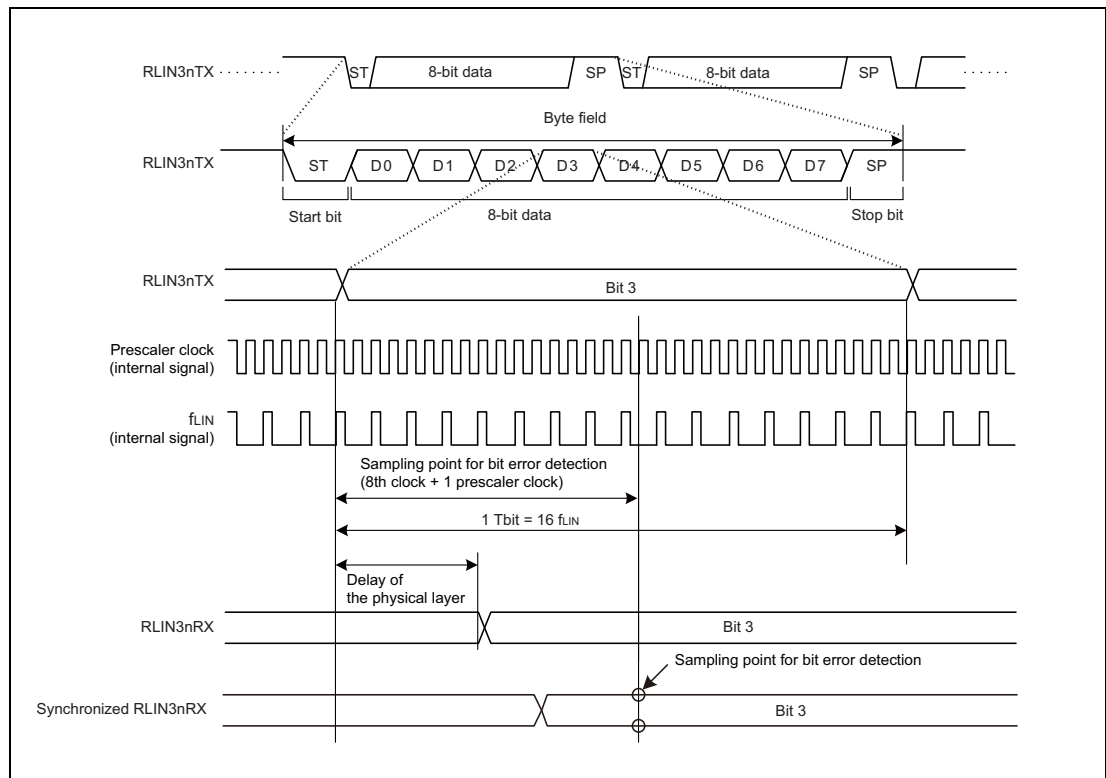 RLIN3nTX
ST
8-bit data
SP
ST
8-bit data
SP
Byte field
RLIN3nTX
ST
D0
D1
D2
D3
D4
D5
D6
D7
SP
Start bit
8-bit data
Stop bit
RLIN3nTX
Bit 3
Prescaler clock
(internal signal)
fLIN
(internal signal)
Sampling point for bit error detection
(8th clock + 1 prescaler clock)
1 Tbit = 16 fLIN
Delay of
the physical layer
RLIN3nRX
Bit 3
Sampling point for bit error detection
Synchronized RLIN3nRX
Bit 3